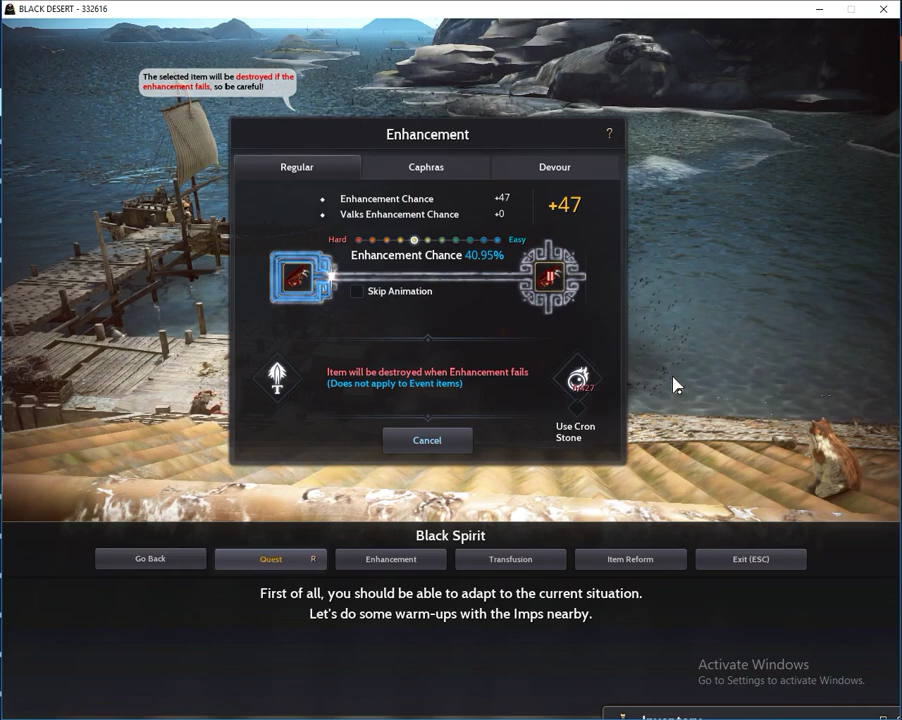 BLACK DESERT - 332616
The selected item will be destroyed if the
enhancement fails, so be careful!
Enhancement
?
Regular
Caphras
Devour
Enhancement Chance +47
Valks Enhancement Chance +0
+47
Hard
Easy
Enhancement Chance 40.95%
II
Skip Animation
Item will be destroyed when Enhancement fails
(Does not apply to Event items)
Use Cron
Stone
Cancel
Black Spirit
Go Back
Quest R
Enhancement
Transfusion
Item Reform
Exit (ESC)
First of all, you should be able to adapt to the current situation.
Let's do some warm-ups with the Imps nearby.
Activate Windows
Go to Settings to activate Windows.